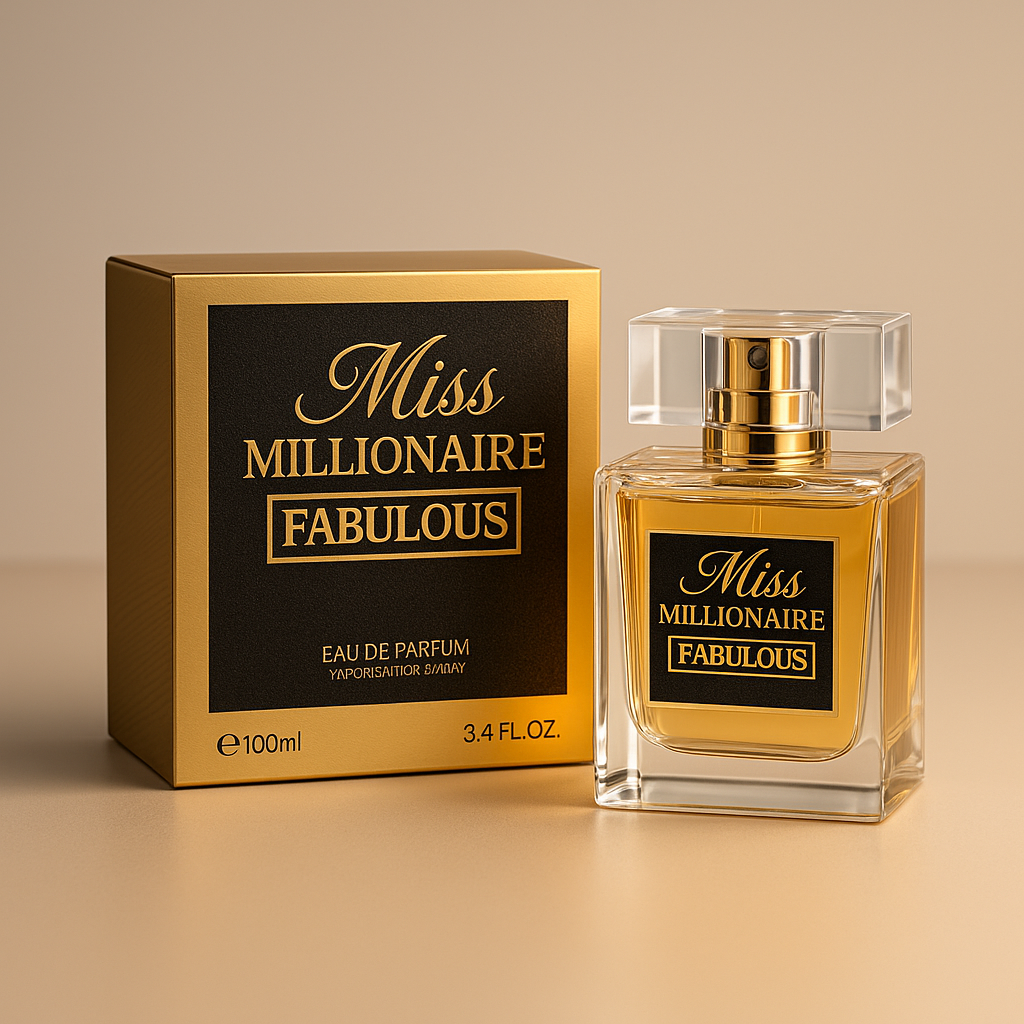 Miss
MILLIONAIRE
FABULOUS
EAU DE PARFUM
℮100ml
3.4 FL.OZ.
Miss
MILLIONAIRE
FABULOUS